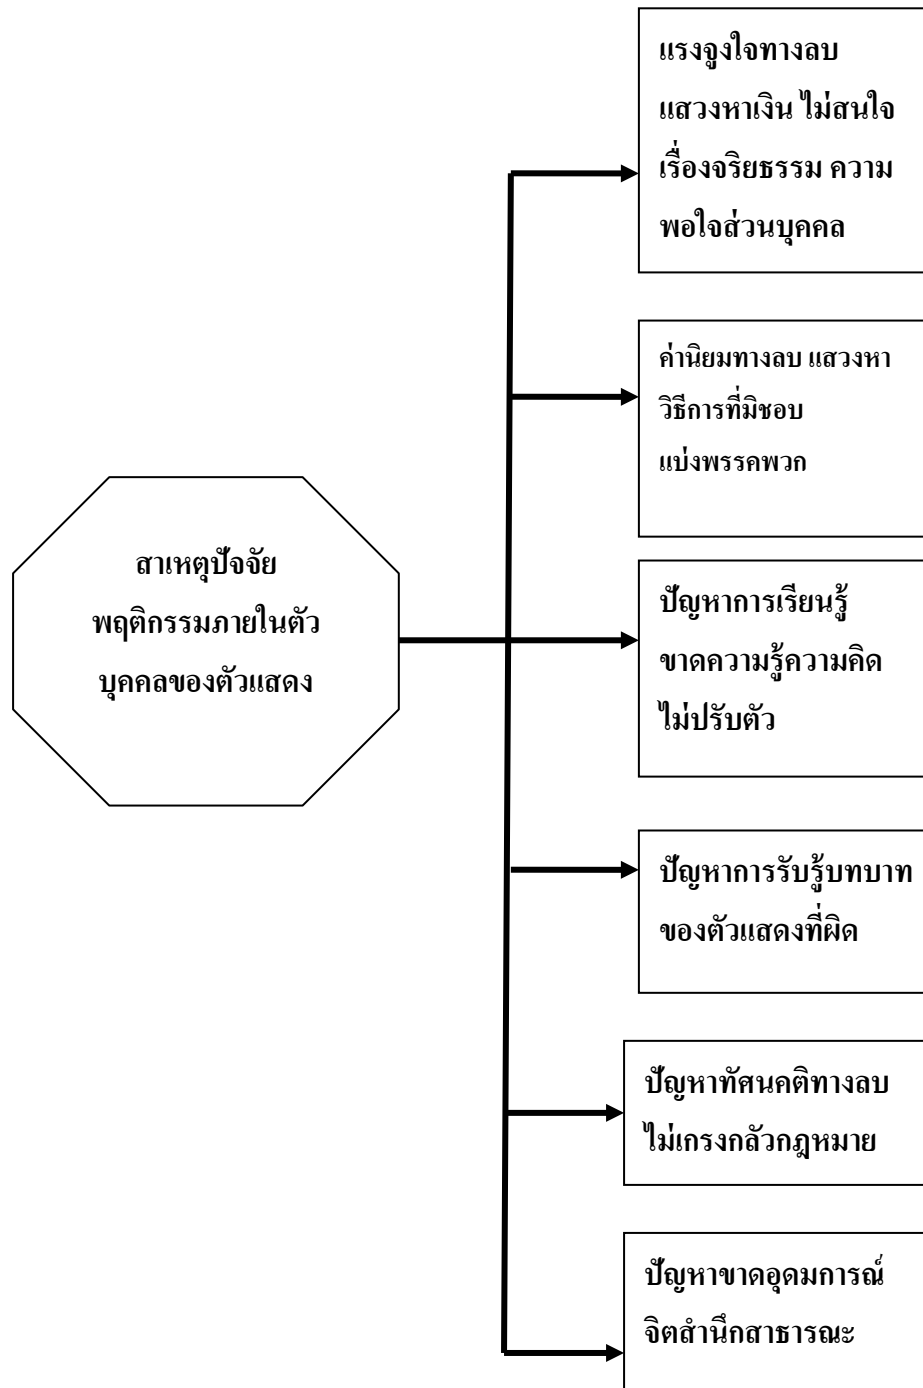 แรงจูงใจทางลบ
แสวงหาเงิน ไม่สนใจ
เรื่องจริยธรรม ความ
พอใจส่วนบุคคล
ค่านิยมทางลบ แสวงหา
วิธีการที่มิชอบ
แบ่งพรรคพวก
สาเหตุปัจจัย
พฤติกรรมภายในตัว
บุคคลของตัวแสดง
ปัญหาการเรียนรู้
ขาดความรู้ความคิด
ไม่ปรับตัว
ปัญหาการรับรู้บทบาท
ของตัวแสดงที่ผิด
ปัญหาทัศนคติทางลบ
ไม่เกรงกลัวกฎหมาย
ปัญหาขาดอุดมการณ์
จิตสำนึกสาธารณะ